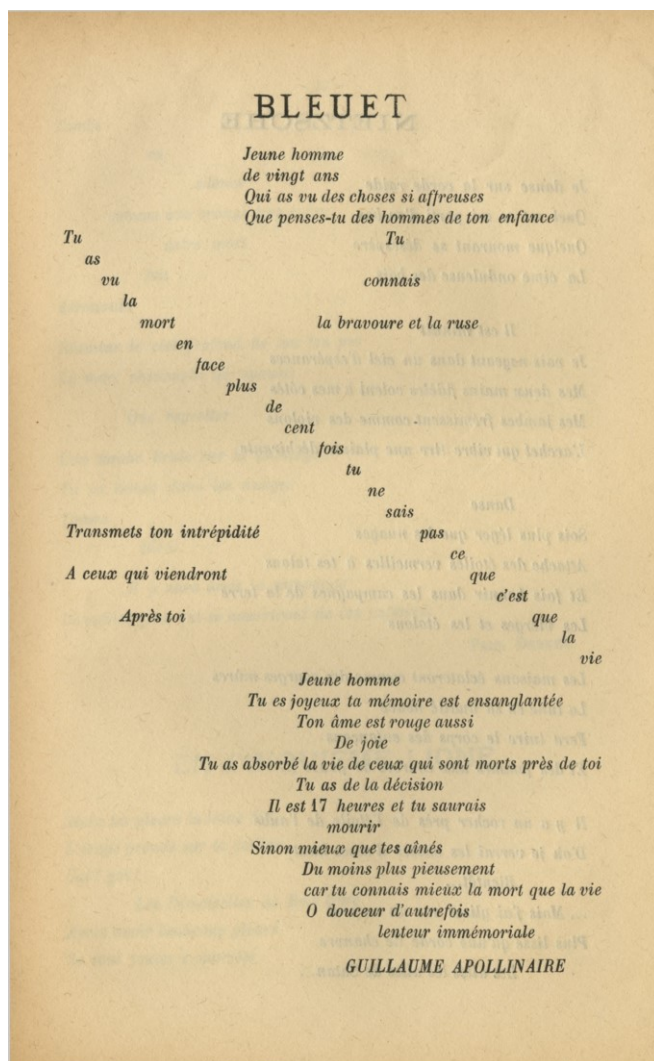 BLEUET
Jeune homme
de vingt ans
Qui as vu des choses si affreuses
Que penses-tu des hommes de ton enfance
Tu
Tu
as
vu
connais
la
mort
la bravoure et la ruse
en
face
plus
de
cent
fois
tu
ne
sais
Transmets ton intrépidité
pas
ce
A ceux qui viendront
que
c'est
Après toi
que
la
vie
Jeune homme
Tu es joyeux ta mémoire est ensanglantée
Ton âme est rouge aussi
De joie
Tu as absorbé la vie de ceux qui sont morts près de toi
Tu as de la décision
Il est 17 heures et tu saurais
mourir
Sinon mieux que tes aînés
Du moins plus pieusement
car tu connais mieux la mort que la vie
O douceur d'autrefois
lenteur immémoriale
GUILLAUME APOLLINAIRE